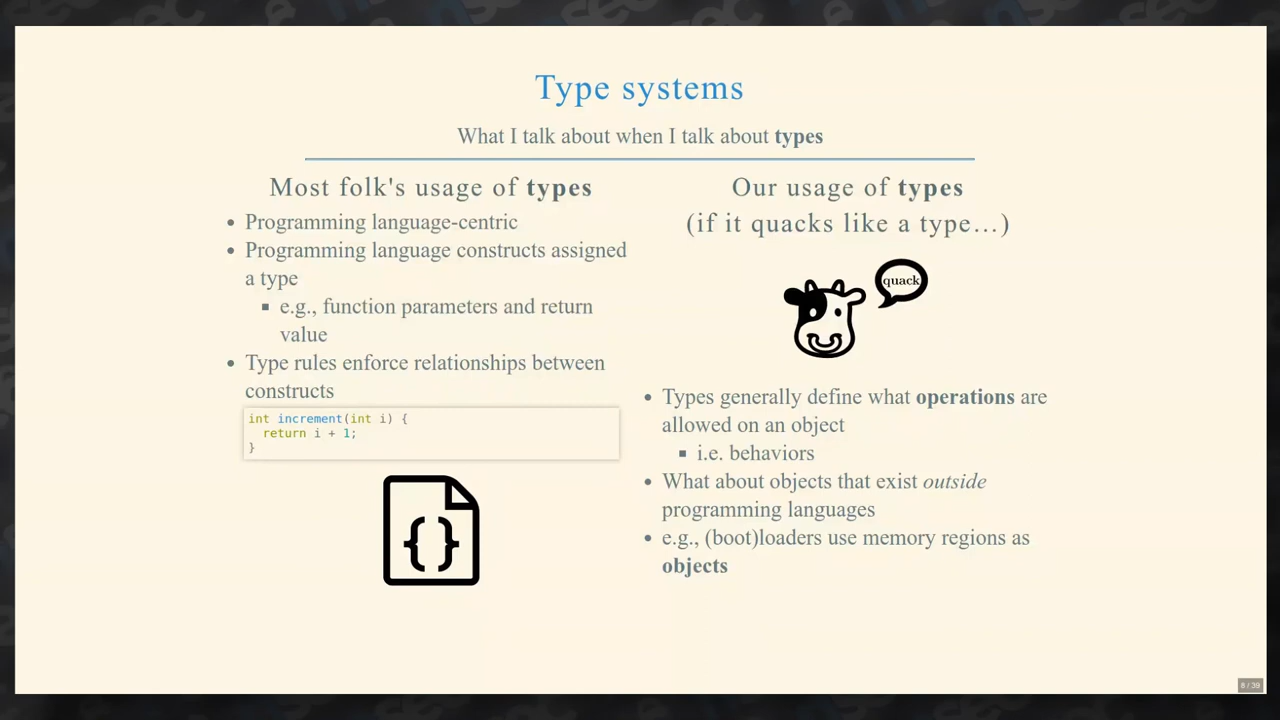 Type systems
What I talk about when I talk about types
Most folk's usage of types
• Programming language-centric
• Programming language constructs assigned
a type
▪ e.g., function parameters and return
value
• Type rules enforce relationships between
constructs
int increment(int i) {
return i + 1;
}
{ }
Our usage of types
(if it quacks like a type…)
quack
• Types generally define what operations are
allowed on an object
▪ i.e. behaviors
• What about objects that exist outside
programming languages
• e.g., (boot)loaders use memory regions as
objects
8 / 39